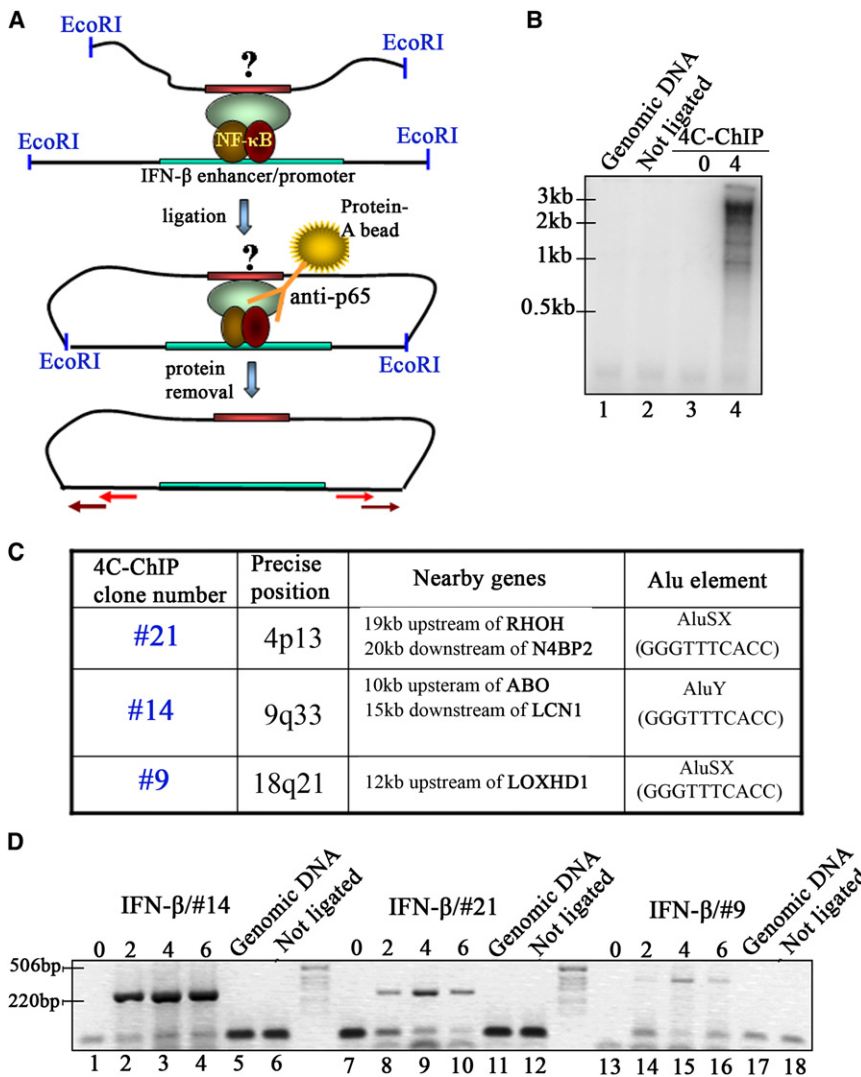 A
EcoRI
EcoRI
?
NF-κB
EcoRI
EcoRI
IFN-β enhancer/promoter
ligation
Protein-
A bead
?
anti-p65
EcoRI
EcoRI
protein
removal
B
Genomic DNA
Not ligated
4C-ChIP
0 4
3kb
2kb
1kb
0.5kb
1 2 3 4
C
4C-ChIP
clone number
Precise
position
Nearby genes
Alu element
#21
4p13
19kb upstream of RHOH
20kb downstream of N4BP2
AluSX
(GGGTTTCACC)
#14
9q33
10kb upsteram of ABO
15kb downstream of LCN1
AluY
(GGGTTTCACC)
#9
18q21
12kb upstream of LOXHD1
AluSX
(GGGTTTCACC)
D
IFN-β/#14
Genomic DNA
Not ligated
IFN-β/#21
Genomic DNA
Not ligated
IFN-β/#9
Genomic DNA
Not ligated
0 2 4 6
0 2 4 6
0 2 4 6
506bp
220bp
1 2 3 4 5 6 7 8 9 10 11 12 13 14 15 16 17 18